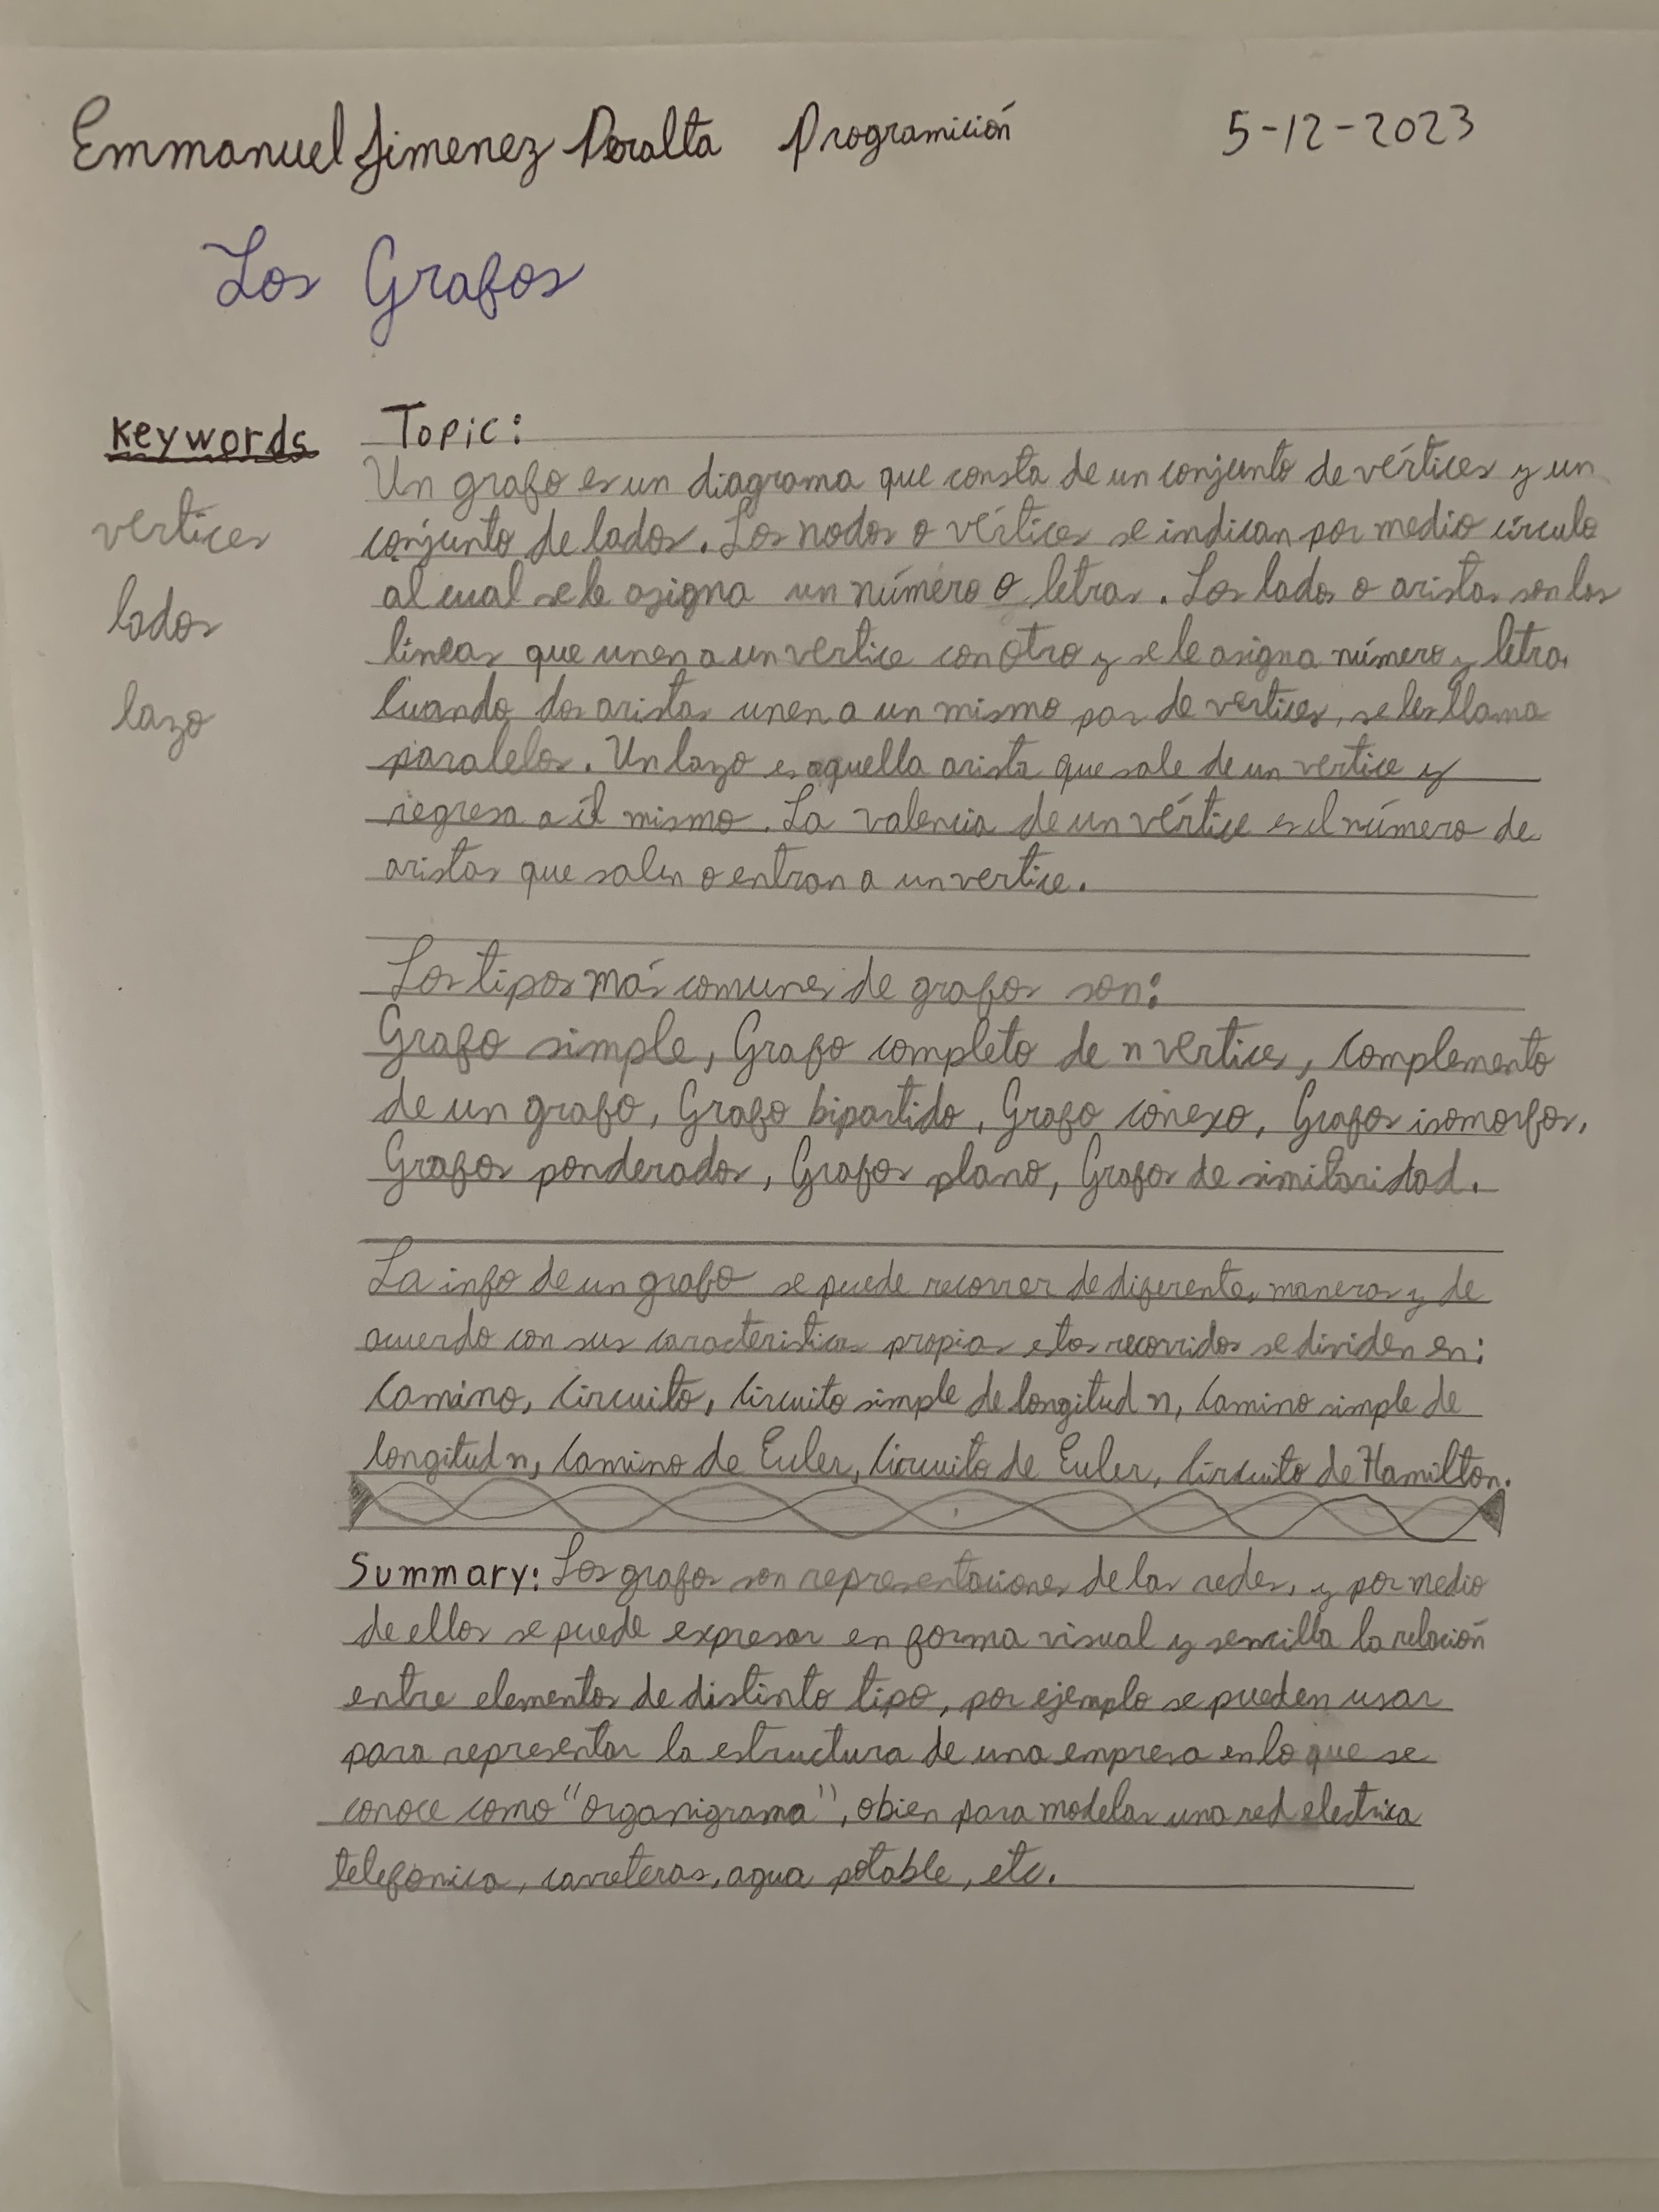 Emmanuel Jimenez Peralta Programición 5-12-2023
Los Grafos
Keywords
vertices
lados
lazo
Topic:
Un grafo es un diagrama que consta de un conjunto de vértices y un
conjunto de lados. Los nodos o vértices se indican por medio círculo
al cual se le asigna un número o letras. Los lados o aristas son las
líneas que unen a un vertice con otro y se le asigna número y letra.
Cuando dos aristas unen a un mismo par de vertices, se les llama
paralelos. Un lazo es aquella arista que sale de un vertice y
regresa a él mismo. La valencia de un vértice es el número de
aristas que salen o entran a un vertice.
Los tipos más comunes de grafos son:
Grafo simple, Grafo completo de n vertices, Complemento
de un grafo, Grafo bipartido, Grafo conexo, Grafos isomorfos,
Grafos ponderados, Grafos plano, Grafos de similaridad.
La info de un grafo se puede recorrer de diferentes maneras y de
acuerdo con sus caracteristicas propias estos recorridos se dividen en:
Camino, Circuito, Circuito simple de longitud n, Camino simple de
longitud n, Camino de Euler, Circuito de Euler, Circuito de Hamilton.
Summary: Los grafos son representaciones de las redes, y por medio
de ellos se puede expresar en forma visual y sencilla la relación
entre elementos de distinto tipo, por ejemplo se pueden usar
para representar la estructura de una empresa en lo que se
conoce como "organigrama", o bien para modelar una red electrica
telefónica, carreteras, agua potable, etc.